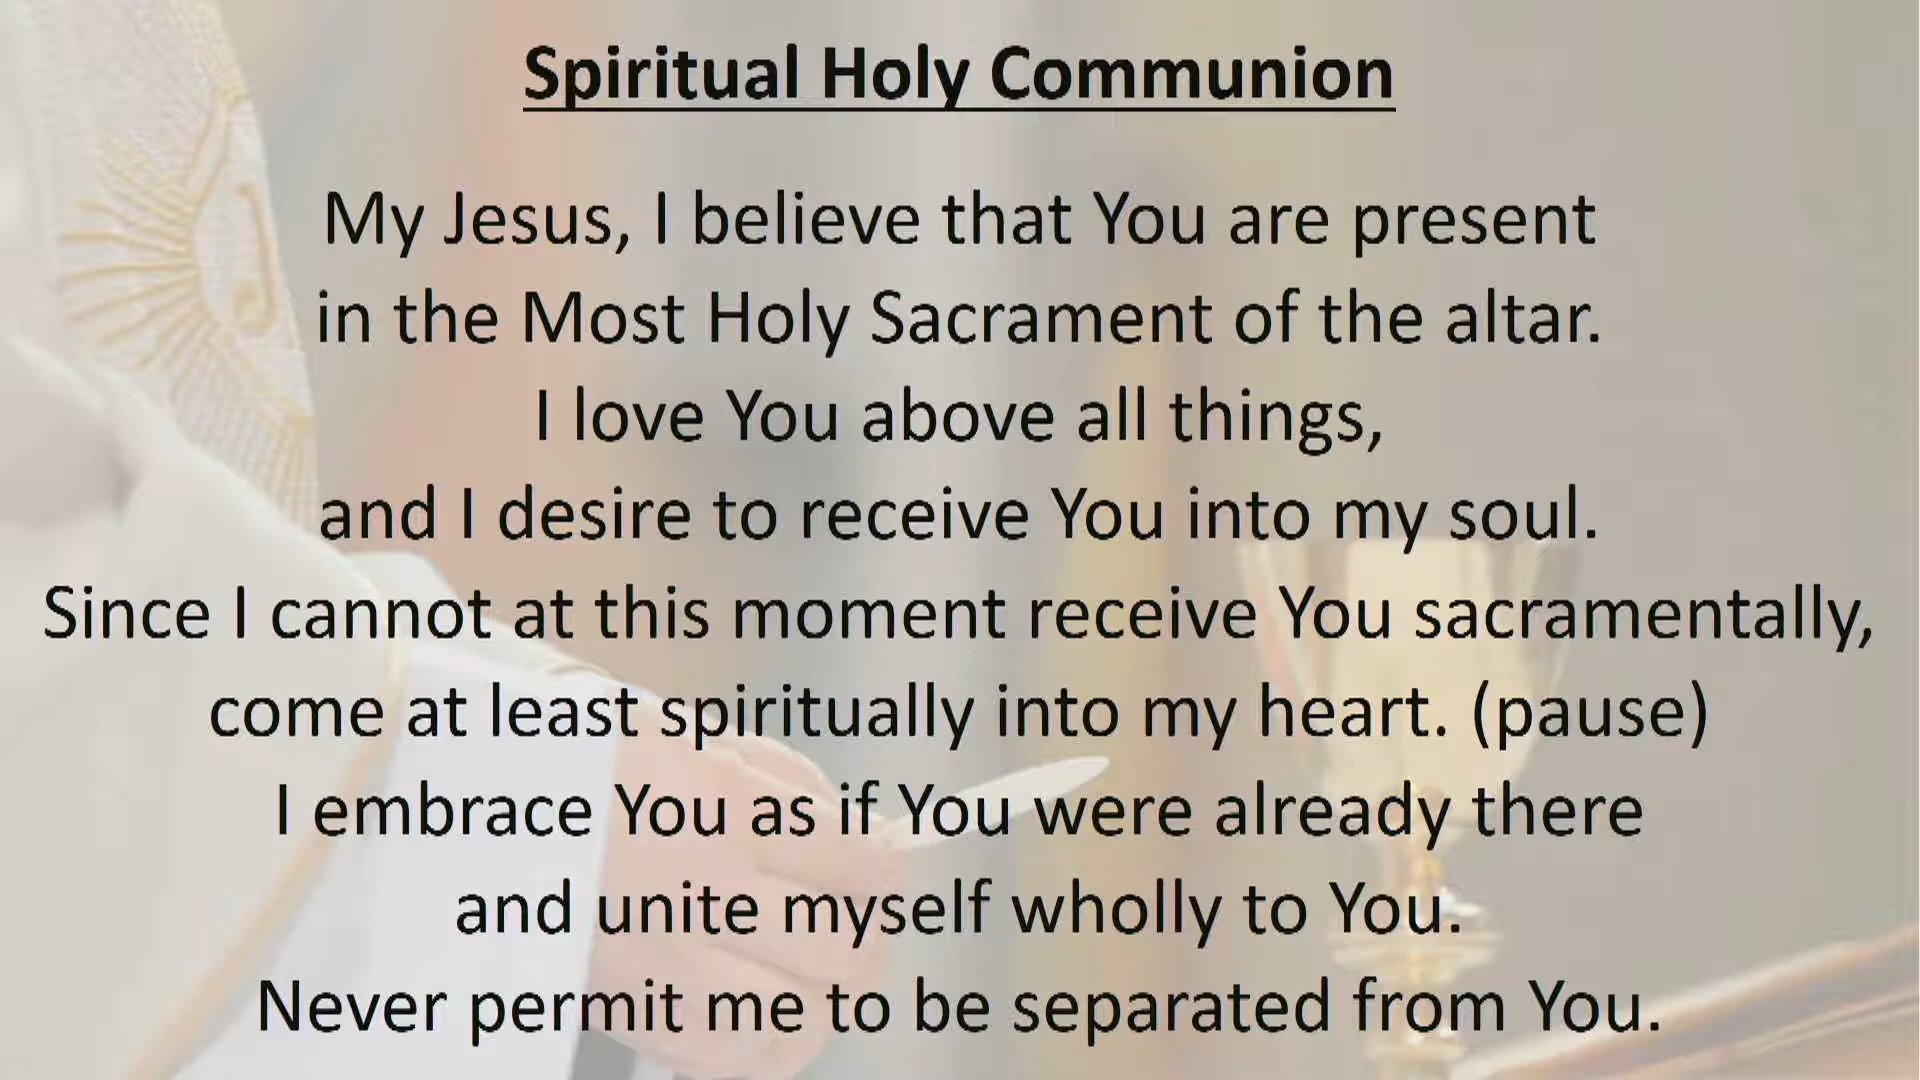 Spiritual Holy Communion
My Jesus, I believe that You are present
in the Most Holy Sacrament of the altar.
I love You above all things,
and I desire to receive You into my soul.
Since I cannot at this moment receive You sacramentally,
come at least spiritually into my heart. (pause)
I embrace You as if You were already there
and unite myself wholly to You.
Never permit me to be separated from You.